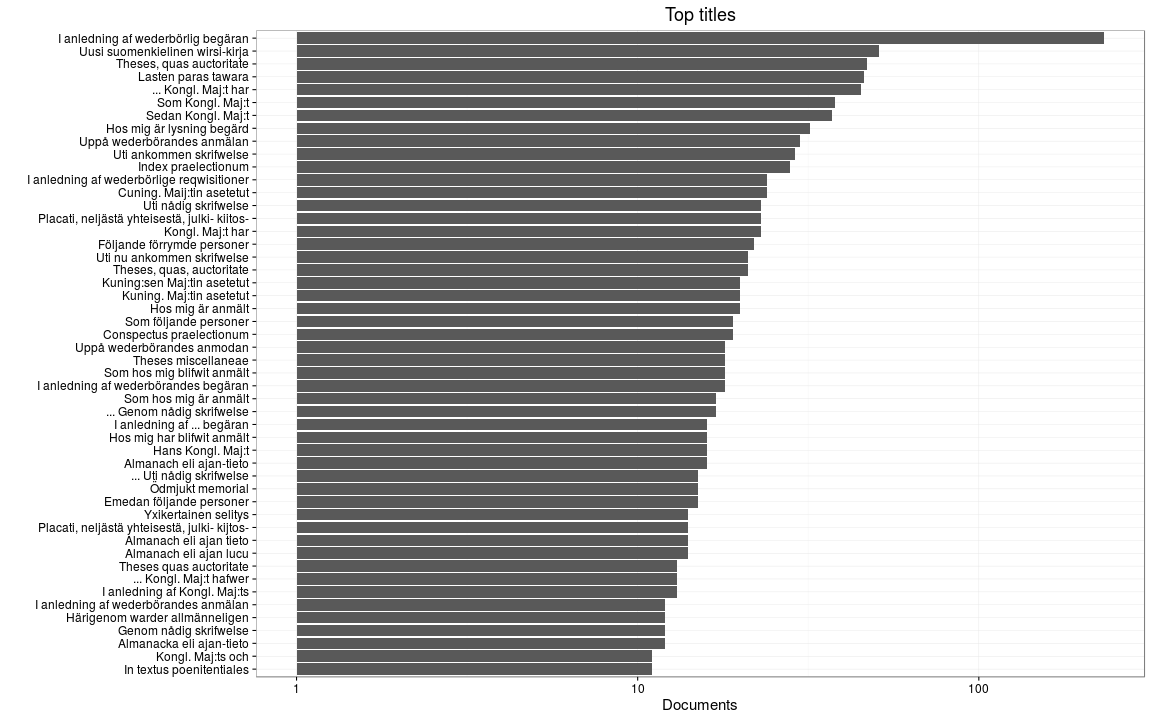 Top titles
I anledning af wederbörlig begäran
Uusi suomenkielinen wirsi-kirja
Theses, quas auctoritate
Lasten paras tawara
... Kongl. Maj:t har
Som Kongl. Maj:t
Sedan Kongl. Maj:t
Hos mig är lysning begärd
Uppå wederbörandes anmälan
Uti ankommen skrifwelse
Index praelectionum
I anledning af wederbörlige reqwisitioner
Cuning. Maij:tin asetetut
Uti nådig skrifwelse
Placati, neljästä yhteisestä, julki- kiitos-
Kongl. Maj:t har
Följande förrymde personer
Uti nu ankommen skrifwelse
Theses, quas, auctoritate
Kuning:sen Maj:tin asetetut
Kuning. Maj:tin asetetut
Hos mig är anmält
Som följande personer
Conspectus praelectionum
Uppå wederbörandes anmodan
Theses miscellaneae
Som hos mig blifwit anmält
I anledning af wederbörandes begäran
Som hos mig är anmält
... Genom nådig skrifwelse
I anledning af ... begäran
Hos mig har blifwit anmält
Hans Kongl. Maj:t
Almanach eli ajan-tieto
... Uti nådig skrifwelse
Ödmjukt memorial
Emedan följande personer
Yxikertainen selitys
Placati, neljästä yhteisestä, julki- kijtos-
Almanach eli ajan tieto
Almanach eli ajan lucu
Theses quas auctoritate
... Kongl. Maj:t hafwer
I anledning af Kongl. Maj:ts
I anledning af wederbörandes anmälan
Härigenom warder allmänneligen
Genom nådig skrifwelse
Almanacka eli ajan-tieto
Kongl. Maj:ts och
In textus poenitentiales
1 10 100
Documents